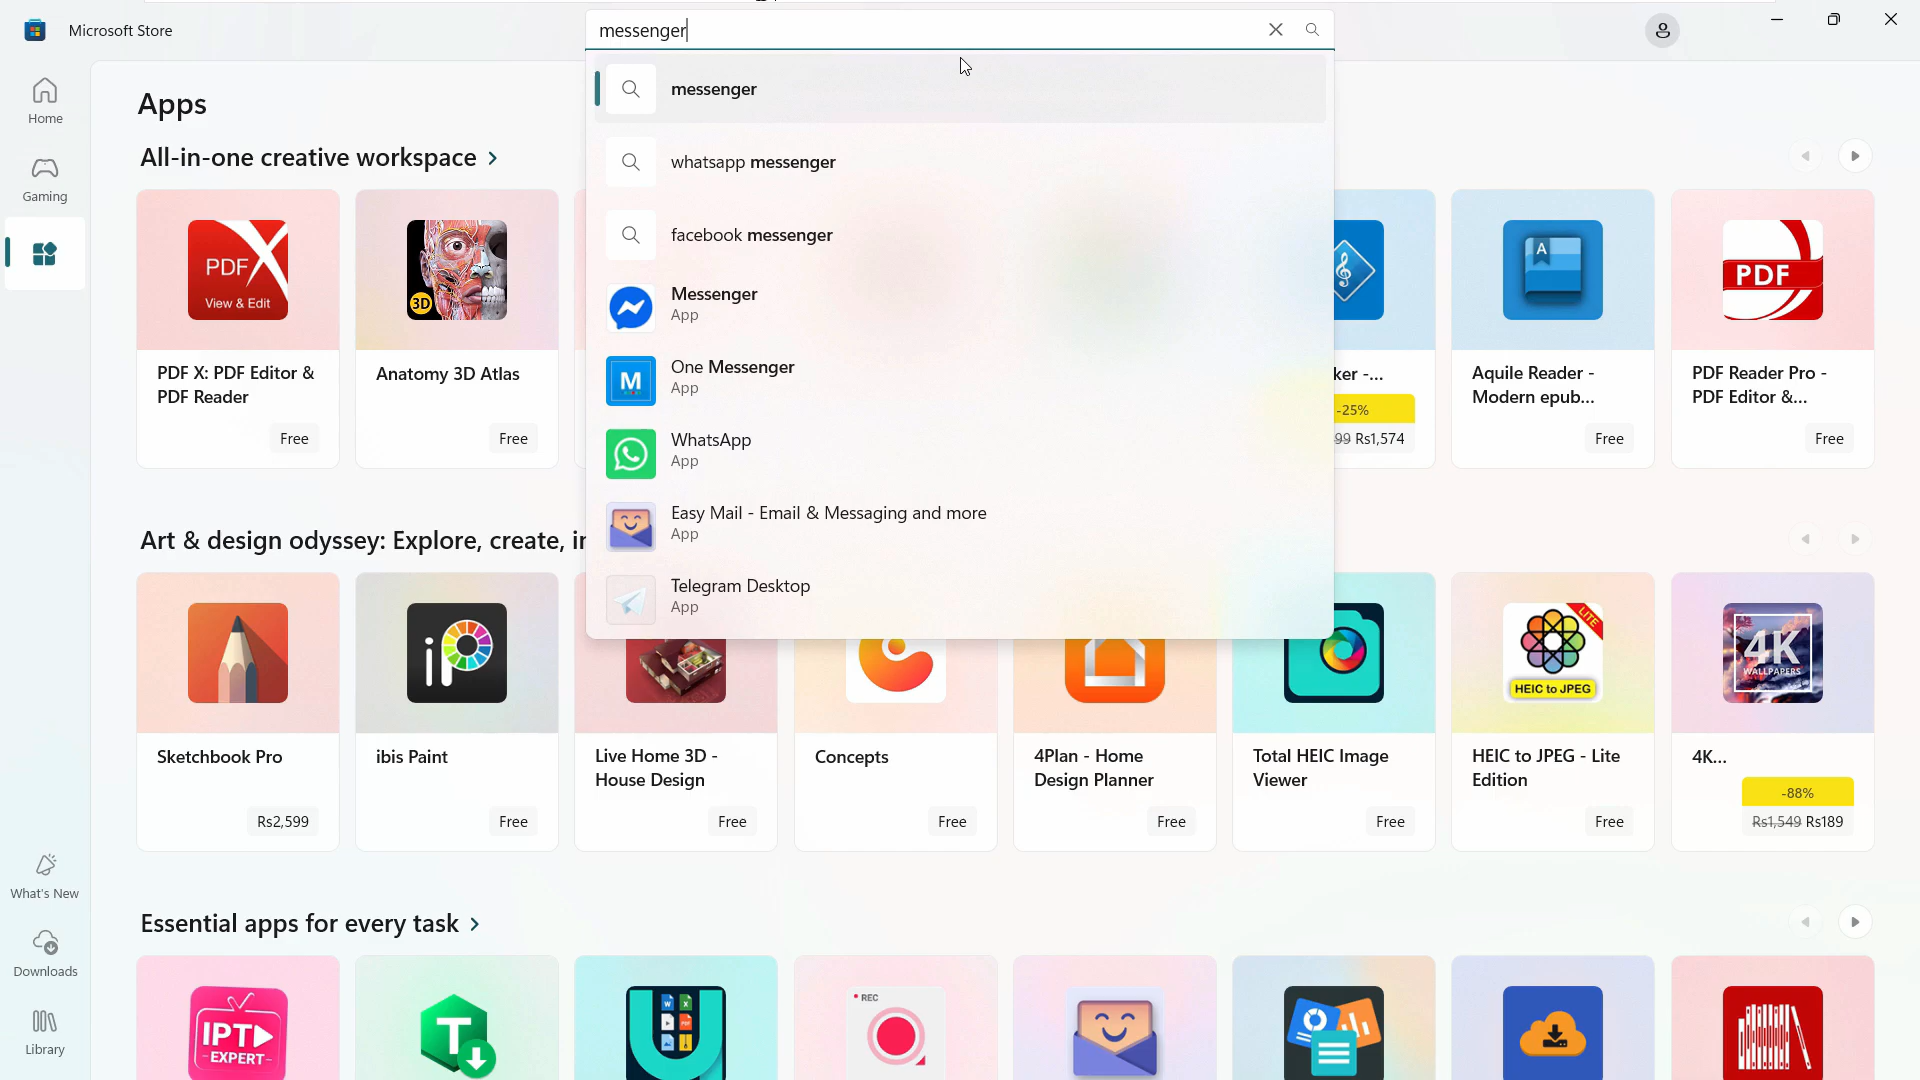 Microsoft Store
messenger
Home
Gaming
What's New
Downloads
Library
messenger
whatsapp messenger
facebook messenger
Messenger
App
One Messenger
App
WhatsApp
App
Easy Mail - Email & Messaging and more
App
Telegram Desktop
App
Apps
All-in-one creative workspace
PDF
View & Edit
PDF X: PDF Editor &
PDF Reader
Free
3D
Anatomy 3D Atlas
Free
ker -...
-25%
99 Rs1,574
A
Aquile Reader -
Modern epub...
Free
PDF
PDF Reader Pro -
PDF Editor &...
Free
Art & design odyssey: Explore, create, i
Sketchbook Pro
Rs2,599
iP
ibis Paint
Free
Live Home 3D -
House Design
Free
Concepts
Free
4Plan - Home
Design Planner
Free
Total HEIC Image
Viewer
Free
LITE
HEIC to JPEG
HEIC to JPEG - Lite
Edition
Free
4K
WALLPAPERS
4K...
-88%
Rs1,549 Rs189
Essential apps for every task
IPT
EXPERT
T
REC